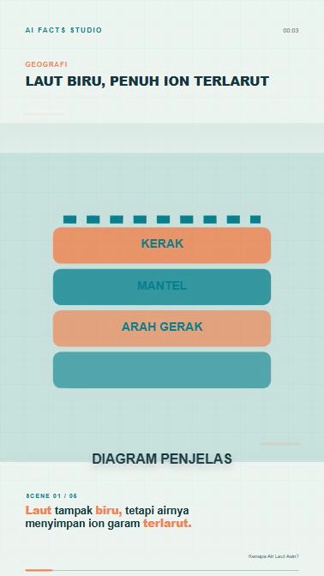 AI FACTS STUDIO
00:03
GEOGRAFI
LAUT BIRU, PENUH ION TERLARUT
KERAK
MANTEL
ARAH GERAK
DIAGRAM PENJELAS
SCENE 01 / 06
Laut tampak biru, tetapi airnya
menyimpan ion garam terlarut.
Kenapa Air Laut Asin?